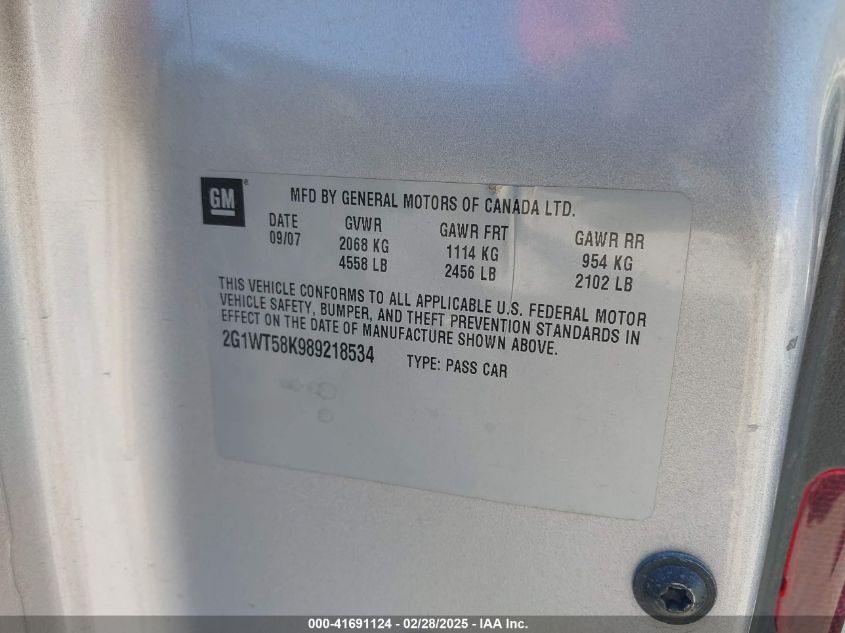 GM
MFD BY GENERAL MOTORS OF CANADA LTD.
DATE GVWR GAWR FRT GAWR RR
09/07 2068 KG 1114 KG 954 KG
4558 LB 2456 LB 2102 LB
THIS VEHICLE CONFORMS TO ALL APPLICABLE U.S. FEDERAL MOTOR
VEHICLE SAFETY, BUMPER, AND THEFT PREVENTION STANDARDS IN
EFFECT ON THE DATE OF MANUFACTURE SHOWN ABOVE.
2G1WT58K989218534 TYPE: PASS CAR
000-41691124 / 02/28/2025 - IAA Inc.